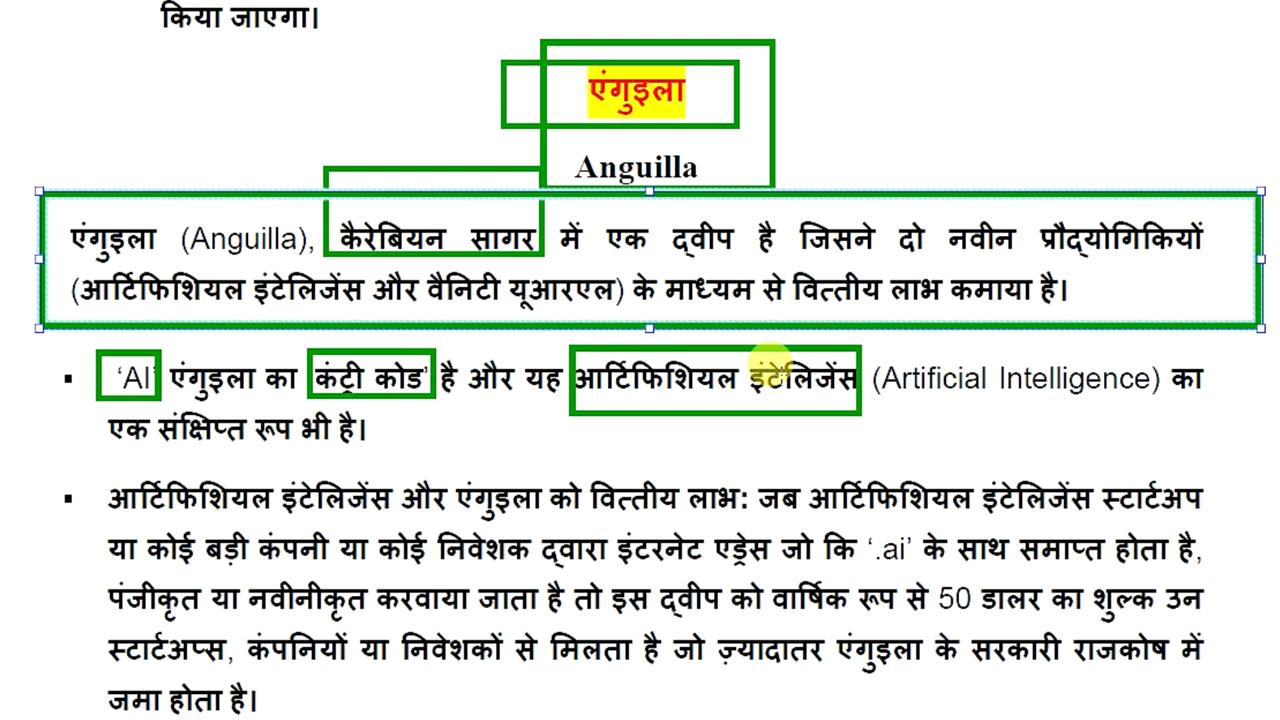 किया जाएगा।
एंगुइला
Anguilla
एंगुइला (Anguilla), कैरेबियन सागर में एक द्वीप है जिसने दो नवीन प्रौद्योगिकियों
(आर्टिफिशियल इंटेलिजेंस और वैनिटी यूआरएल) के माध्यम से वित्तीय लाभ कमाया है।
▪ ‘AI’ एंगुइला का कंट्री कोड’ है और यह आर्टिफिशियल इंटेलिजेंस (Artificial Intelligence) का
एक संक्षिप्त रूप भी है।
▪ आर्टिफिशियल इंटेलिजेंस और एंगुइला को वित्तीय लाभ: जब आर्टिफिशियल इंटेलिजेंस स्टार्टअप
या कोई बड़ी कंपनी या कोई निवेशक द्वारा इंटरनेट एड्रेस जो कि ‘.ai’ के साथ समाप्त होता है,
पंजीकृत या नवीनीकृत करवाया जाता है तो इस द्वीप को वार्षिक रूप से 50 डालर का शुल्क उन
स्टार्टअप्स, कंपनियों या निवेशकों से मिलता है जो ज़्यादातर एंगुइला के सरकारी राजकोष में
जमा होता है।